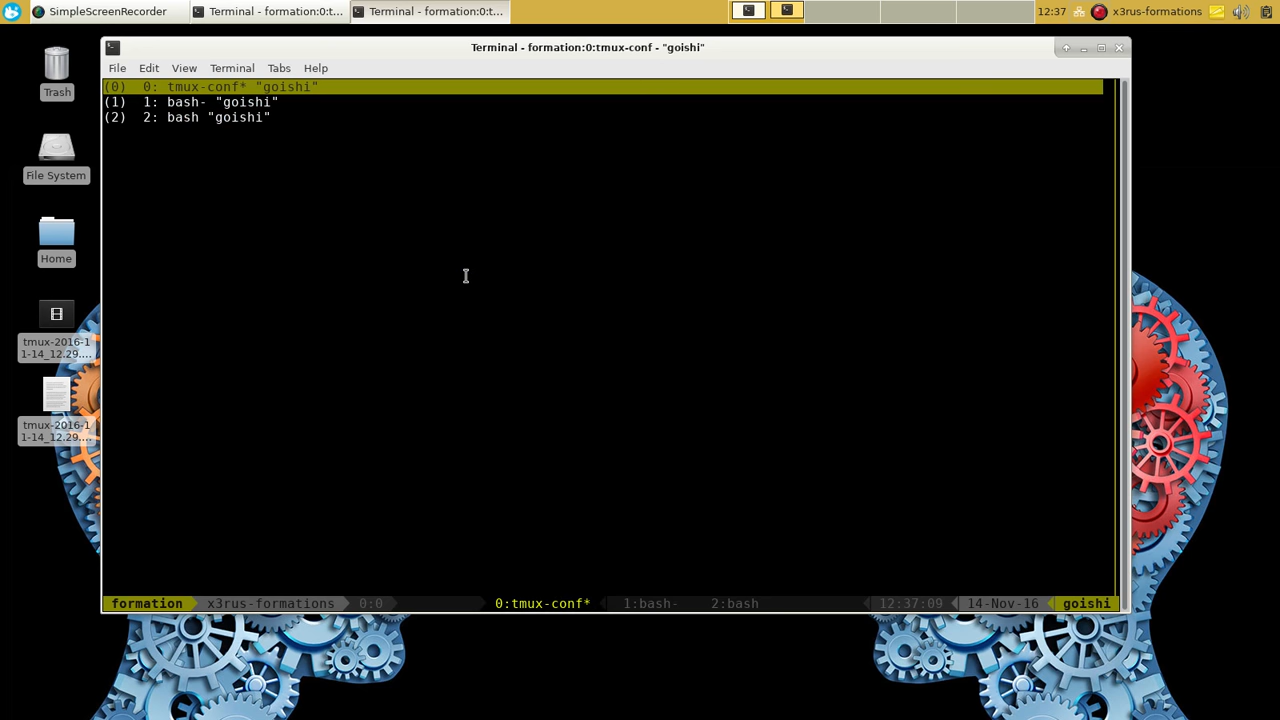 SimpleScreenRecorder
Terminal - formation:0:t...
Terminal - formation:0:t...
12:37
x3rus-formations
Trash
File System
Home
tmux-2016-1
1-14_12.29....
tmux-2016-1
1-14_12.29....
Terminal - formation:0:tmux-conf - "goishi"
File Edit View Terminal Tabs Help
(0)  0: tmux-conf* "goishi"
(1)  1: bash- "goishi"
(2)  2: bash "goishi"
formation x3rus-formations 0:0 0:tmux-conf* 1:bash- 2:bash 12:37:09 14-Nov-16 goishi